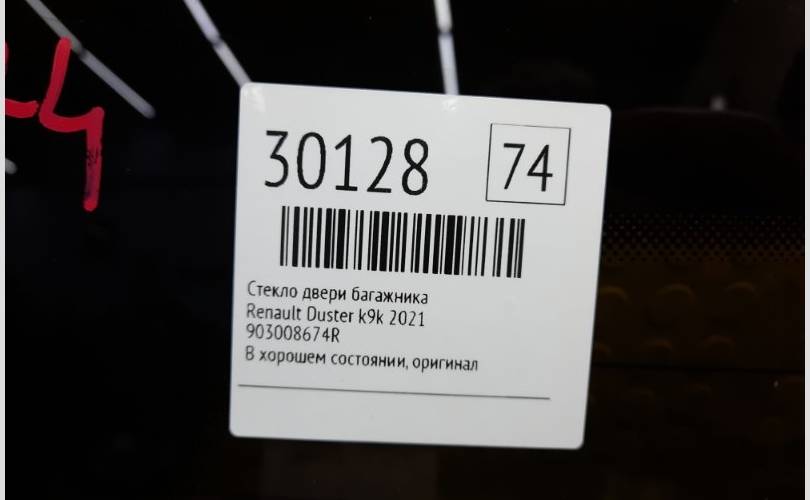 30128 74
Стекло двери багажника
Renault Duster k9k 2021
903008674R
В хорошем состоянии, оригинал